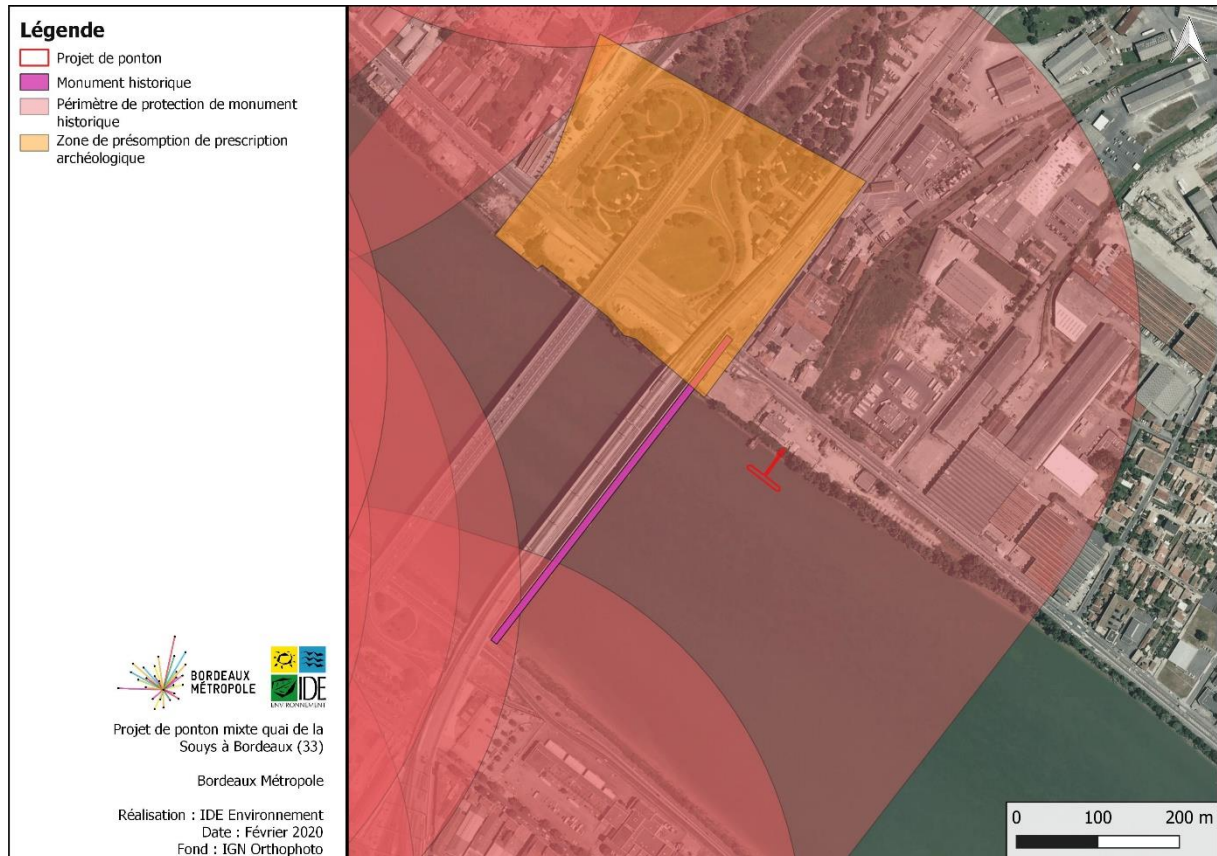 Légende
Projet de ponton
Monument historique
Périmètre de protection de monument
historique
Zone de présomption de prescription
archéologique
BORDEAUX
MÉTROPOLE
IDE
ENVIRONNEMENT
Projet de ponton mixte quai de la
Souys à Bordeaux (33)
Bordeaux Métropole
Réalisation : IDE Environnement
Date : Février 2020
Fond : IGN Orthophoto
0 100 200 m